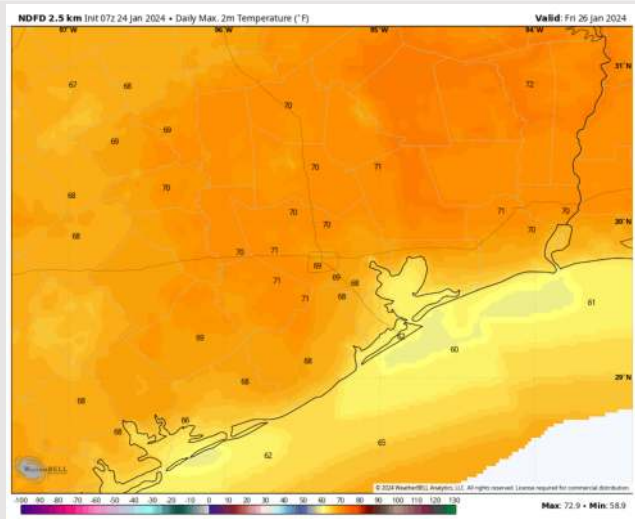 NDFD 2.5 km Init 07z 24 Jan 2024 • Daily Max. 2m Temperature (°F)
Valid: Fri 26 Jan 2024
97°W 96°W 95°W 94°W
31°N
67 68 72
70
69
69
70 71
70
68
70 71 70
68 70 70
70 71
30°N
69
71 69 68
71 68
61
69
60
68
68
29°N
68
66
68
65
62
WEATHERBELL
© 2024 WeatherBELL Analytics, LLC. All rights reserved. License required for commercial distribution.
-100 -90 -80 -70 -60 -50 -40 -30 -20 -10 0 10 20 30 40 50 60 70 80 90 100 110 120 130
Max: 72.9 • Min: 58.9